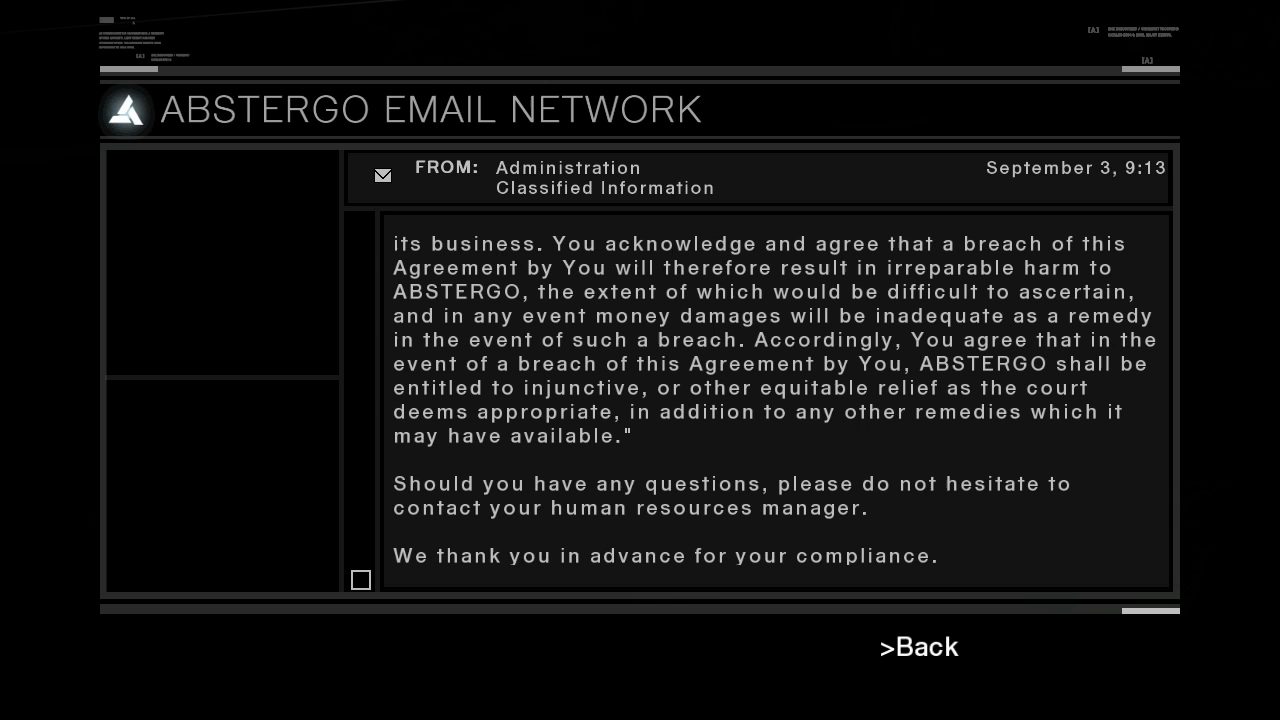 [A]
[A]
[A]
ABSTERGO EMAIL NETWORK
FROM: Administration
September 3, 9:13
Classified Information
its business. You acknowledge and agree that a breach of this
Agreement by You will therefore result in irreparable harm to
ABSTERGO, the extent of which would be difficult to ascertain,
and in any event money damages will be inadequate as a remedy
in the event of such a breach. Accordingly, You agree that in the
event of a breach of this Agreement by You, ABSTERGO shall be
entitled to injunctive, or other equitable relief as the court
deems appropriate, in addition to any other remedies which it
may have available."
Should you have any questions, please do not hesitate to
contact your human resources manager.
We thank you in advance for your compliance.
>Back